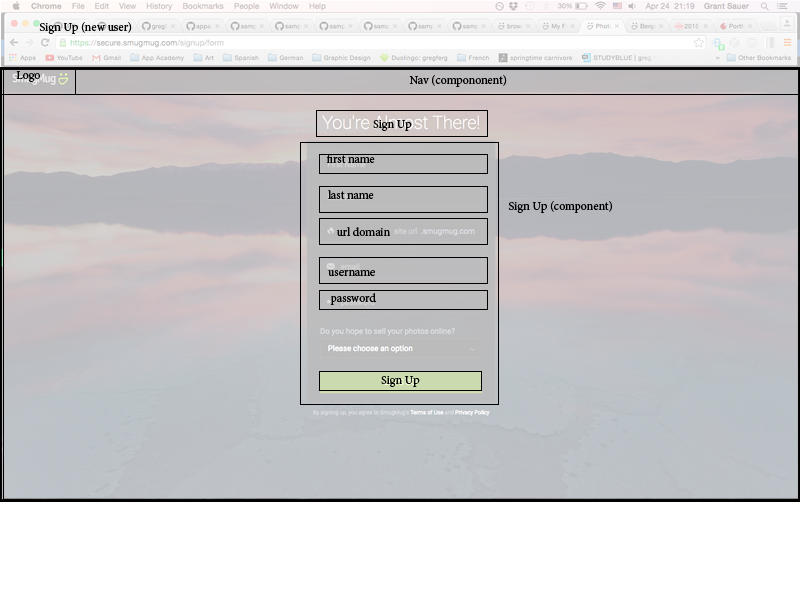 Chrome File Edit View History Bookmarks People Window Help 30% Apr 24 21:19 Grant Sauer
Sign Up (new user)
https://secure.smugmug.com/signup/form
Apps YouTube Gmail App Academy Art Spanish German Graphic Design Duolingo: gregferg French springtime carnivore STUDYBLUE | greg Other Bookmarks
Logo
SmugMug
Nav (compononent)
You're Almost There!
Sign Up
first name
last name
Sign Up (component)
url domain site url .smugmug.com
username
password
Do you hope to sell your photos online?
Please choose an option
Sign Up
By signing up, you agree to SmugMug's Terms of Use and Privacy Policy